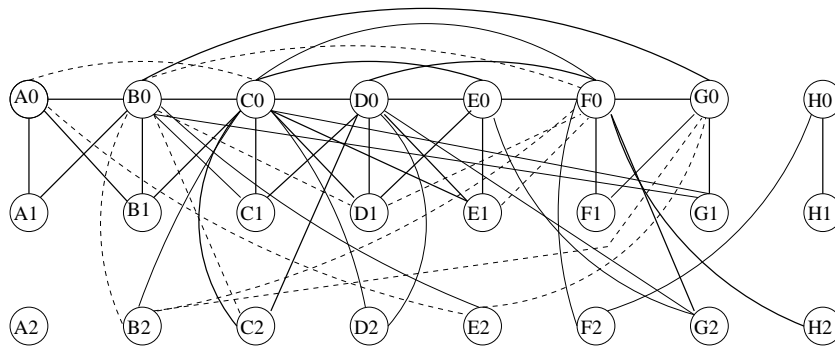 A0 B0 C0 D0 E0 F0 G0 H0
A1 B1 C1 D1 E1 F1 G1 H1
A2 B2 C2 D2 E2 F2 G2 H2